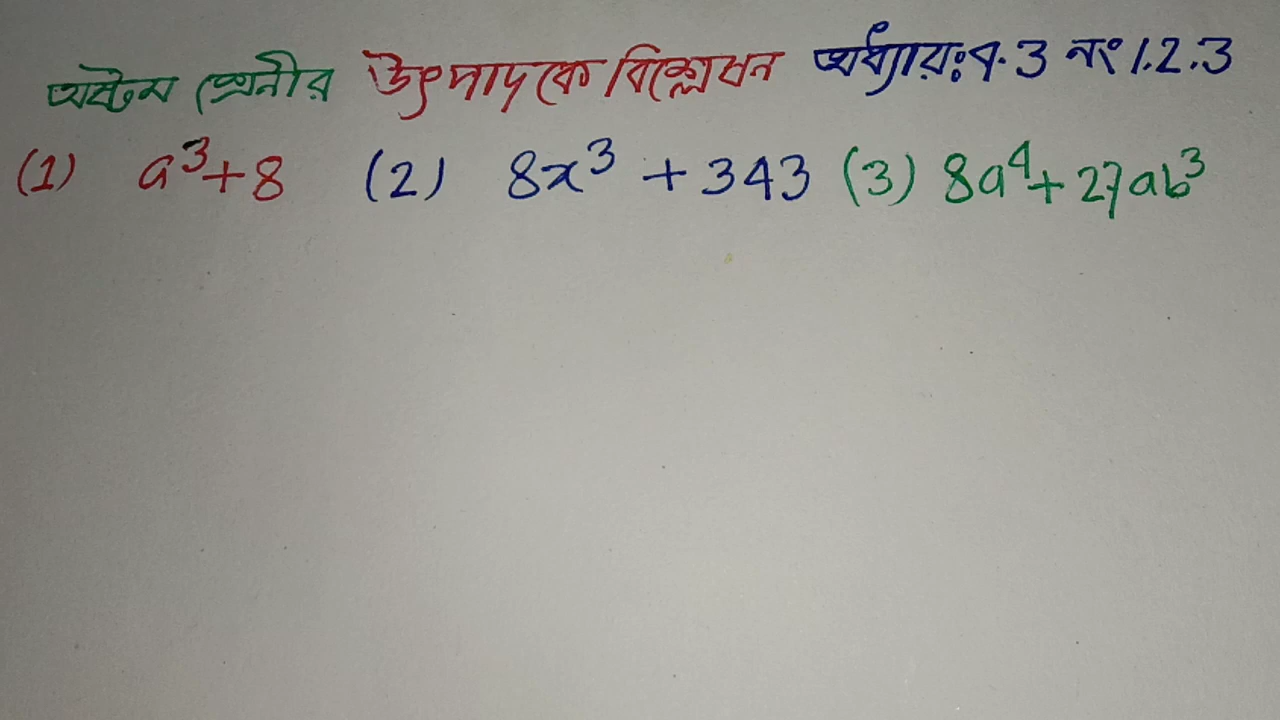 অষ্টম শ্রেনীর উৎপাদকে বিশ্লেষন অধ্যায়ঃ4.3 নং 1.2.3
(1) a³+8 (2) 8x³ + 343 (3) 8a⁴+27ab³